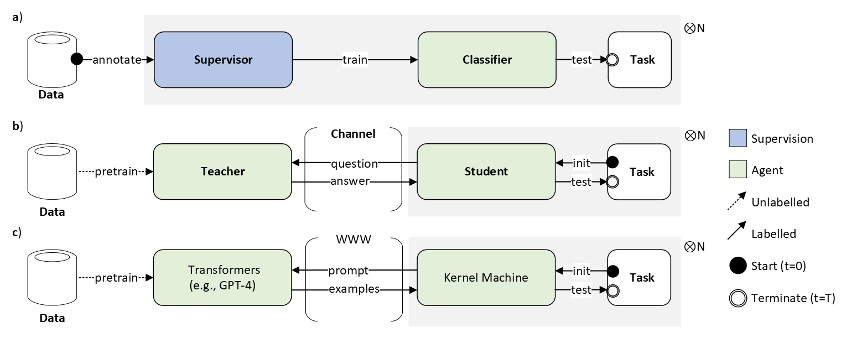 a)
annotate
Supervisor
train
Classifier
test
Task
⊗N
Data
b)
Channel
pretrain
Teacher
question
answer
Student
init
test
Task
⊗N
Data
c)
WWW
pretrain
Transformers
(e.g., GPT-4)
prompt
examples
Kernel Machine
init
test
Task
⊗N
Data
Supervision
Agent
Unlabelled
Labelled
Start (t=0)
Terminate (t=T)